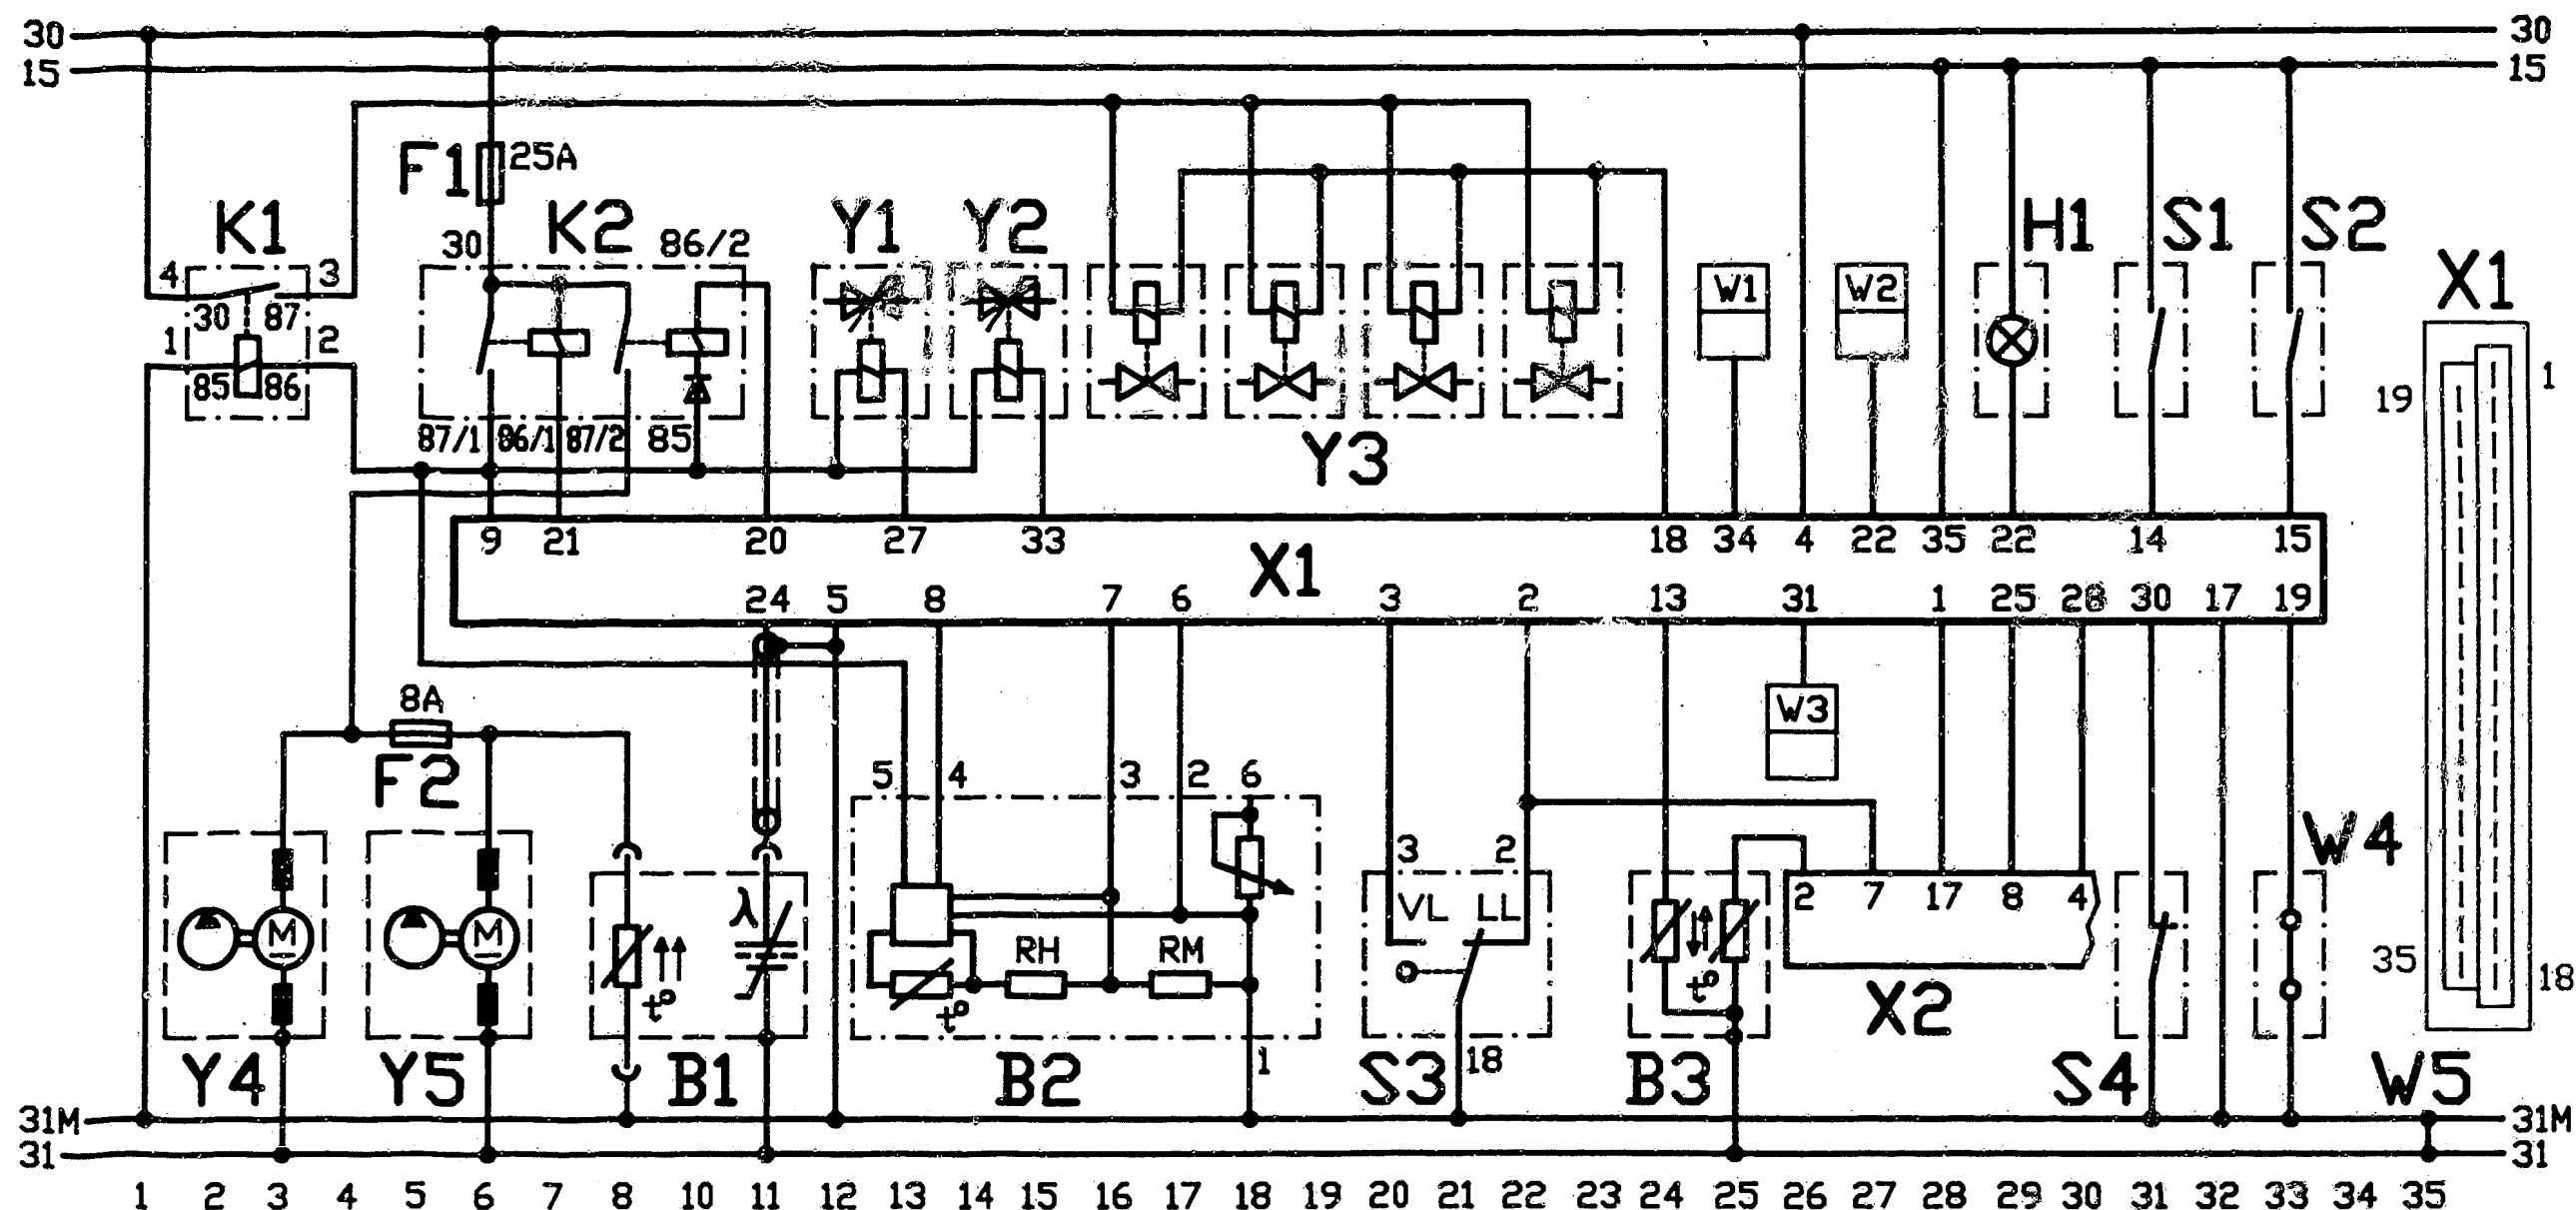 30 30
15 15
F1 25A
K1 K2 Y1 Y2 H1 S1 S2
30 86/2
4 3
X1
W1 W2
30 87
1 2
85 86
19 1
87/1 86/1 87/2 85
Y3
9 21 20 27 33 18 34 4 22 35 22 14 15
X1
24 5 8 7 6 3 2 13 31 1 25 28 30 17 19
8A
W3
F2
5 4 3 2 6
W4
3 2
2 7 17 8 4
λ VL LL
M M RH RM
35 18
t° t° t°
X2
Y4 Y5 B1 B2 1 S3 18 B3 S4 W5
31M 31M
31 31
1 2 3 4 5 6 7 8 10 11 12 13 14 15 16 17 18 19 20 21 22 23 24 25 26 27 28 29 30 31 32 33 34 35